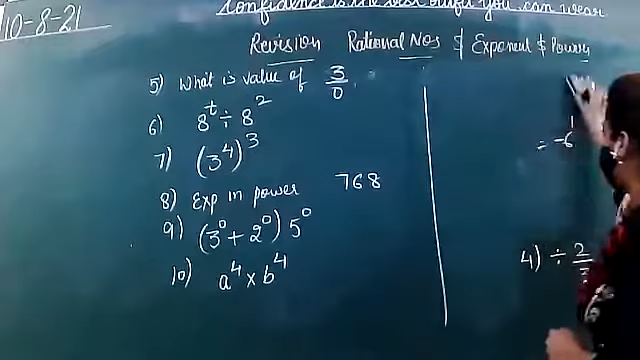 Confidence is the best outfit you can wear
10-8-21
Revision Rational Nos & Exponent & Powers
5) What is value of 3/0.
6) 8^t ÷ 8^2
7) (3^4)^3
8) Exp in power 768
9) (3^0 + 2^0) 5^0
10) a^4 × b^4
= -6
4) ÷ 2